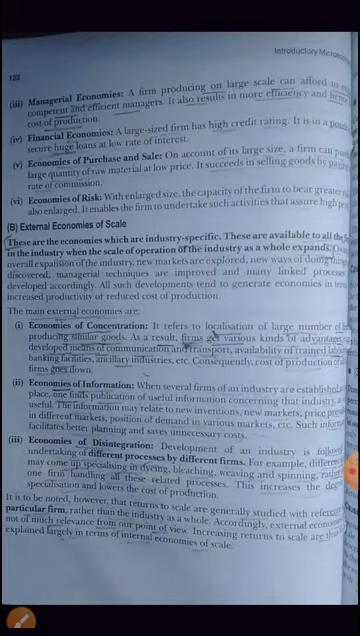 Introductory Microecono
132
(iii) Managerial Economies: A firm producing on large scale can afford to
competent and efficient managers. It also results in more efficiency and hence
cost of production.
(iv) Financial Economies: A large-sized firm has high credit rating. It is in a
secure huge loans at low rate of interest.
(v) Economies of Purchase and Sale: On account of its large size, a firm can
large quantity of raw material at low price. It succeeds in selling goods by
rate of commission.
(vi) Economies of Risk: With enlarged size, the capacity of the firm to bear greater
also enlarged. It enables the firm to undertake such activities that assure high
(B) External Economies of Scale
These are the economies which are industry-specific. These are available to all the
in the industry when the scale of operation of the industry as a whole expands.
overall expansion of the industry, new markets are explored, new ways of doing
discovered, managerial techniques are improved and many linked
developed accordingly. All such developments tend to generate economies in
increased productivity or reduced cost of production.
The main external economies are:
(i) Economies of Concentration: It refers to localisation of large number of
producing similar goods. As a result, firms get various kinds of advantages
developed means of communication and transport, availability of trained
banking facilities, ancillary industries, etc. Consequently, cost of production of
firms goes down.
(ii) Economies of Information: When several firms of an industry are established
place, one finds publication of useful information concerning that industry,
useful. The information may relate to new inventions, new markets, price
in different markets, position of demand in various markets, etc. Such
facilitates better planning and saves unnecessary costs.
(iii) Economies of Disintegration: Development of an industry is
undertaking of different processes by different firms. For example,
may come up specialising in dyeing, bleaching, weaving and spinning,
one firm handling all these related processes. This increases the
specialisation and lowers the cost of production.
It is to be noted, however, that returns to scale are generally studied with
particular firm, rather than the industry as a whole. Accordingly, external
not of much relevance from our point of view. Increasing returns to scale are
explained largely in terms of internal economies of scale.